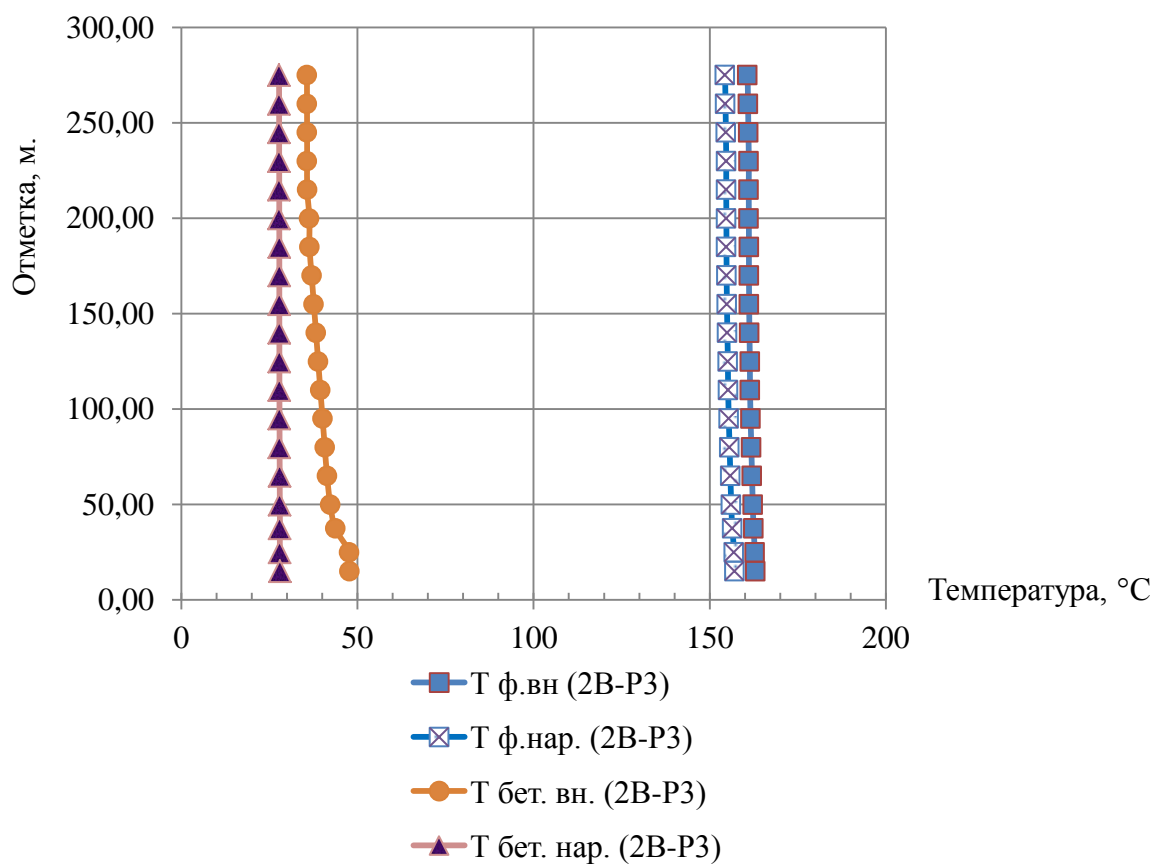 300,00
250,00
200,00
150,00
100,00
50,00
0,00
Отметка, м.
0
50
100
150
200
Температура, °С
Т ф.вн (2В-Р3)
Т ф.нар. (2В-Р3)
Т бет. вн. (2В-Р3)
Т бет. нар. (2В-Р3)